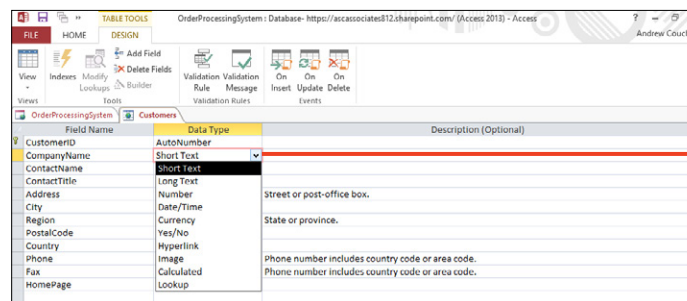 TABLE TOOLS
OrderProcessingSystem : Database- https://ascassociates812.sharepoint.com/ (Access 2013) - Access
?
FILE
HOME
DESIGN
Andrew Couch
View
Indexes
Modify Lookups
Add Field
Delete Fields
Builder
Validation Rule
Validation Message
On Insert
On Update
On Delete
Views
Tools
Validation Rules
Events
OrderProcessingSystem
Customers
Field Name Data Type Description (Optional)
CustomerID AutoNumber
CompanyName Short Text
ContactName Short Text
ContactTitle Long Text
Address Number Street or post-office box.
City Date/Time
Region Currency State or province.
PostalCode Yes/No
Country Hyperlink
Phone Image Phone number includes country code or area code.
Fax Calculated Phone number includes country code or area code.
HomePage Lookup